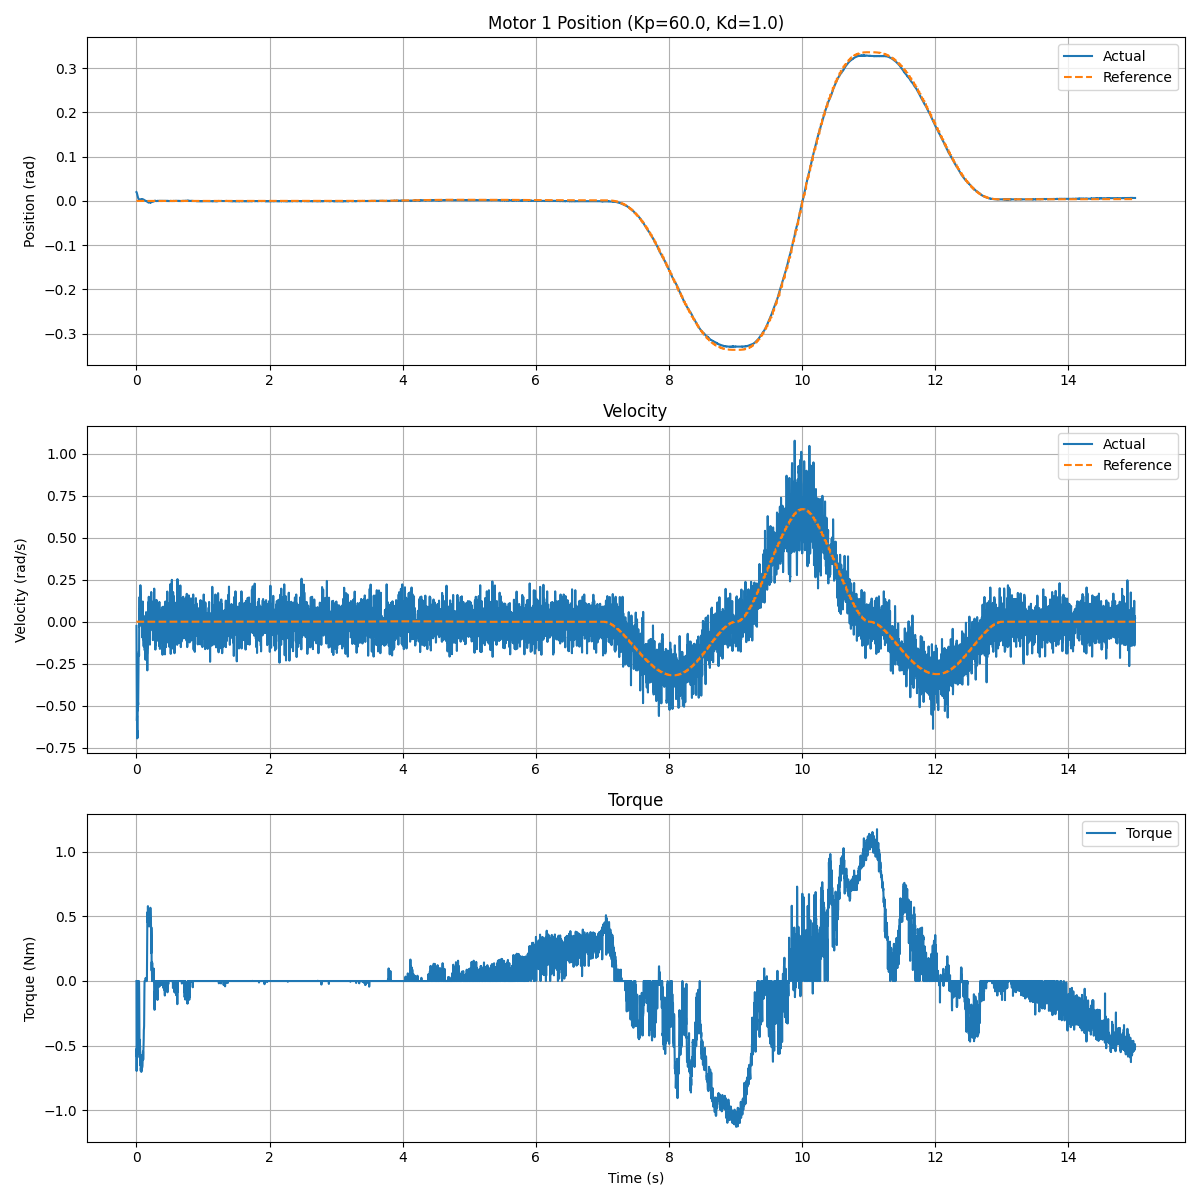 Motor 1 Position (Kp=60.0, Kd=1.0)
Position (rad)
0.3
0.2
0.1
0.0
−0.1
−0.2
−0.3
0 2 4 6 8 10 12 14
Actual
Reference
Velocity
Velocity (rad/s)
1.00
0.75
0.50
0.25
0.00
−0.25
−0.50
−0.75
0 2 4 6 8 10 12 14
Actual
Reference
Torque
Torque (Nm)
1.0
0.5
0.0
−0.5
−1.0
0 2 4 6 8 10 12 14
Torque
Time (s)